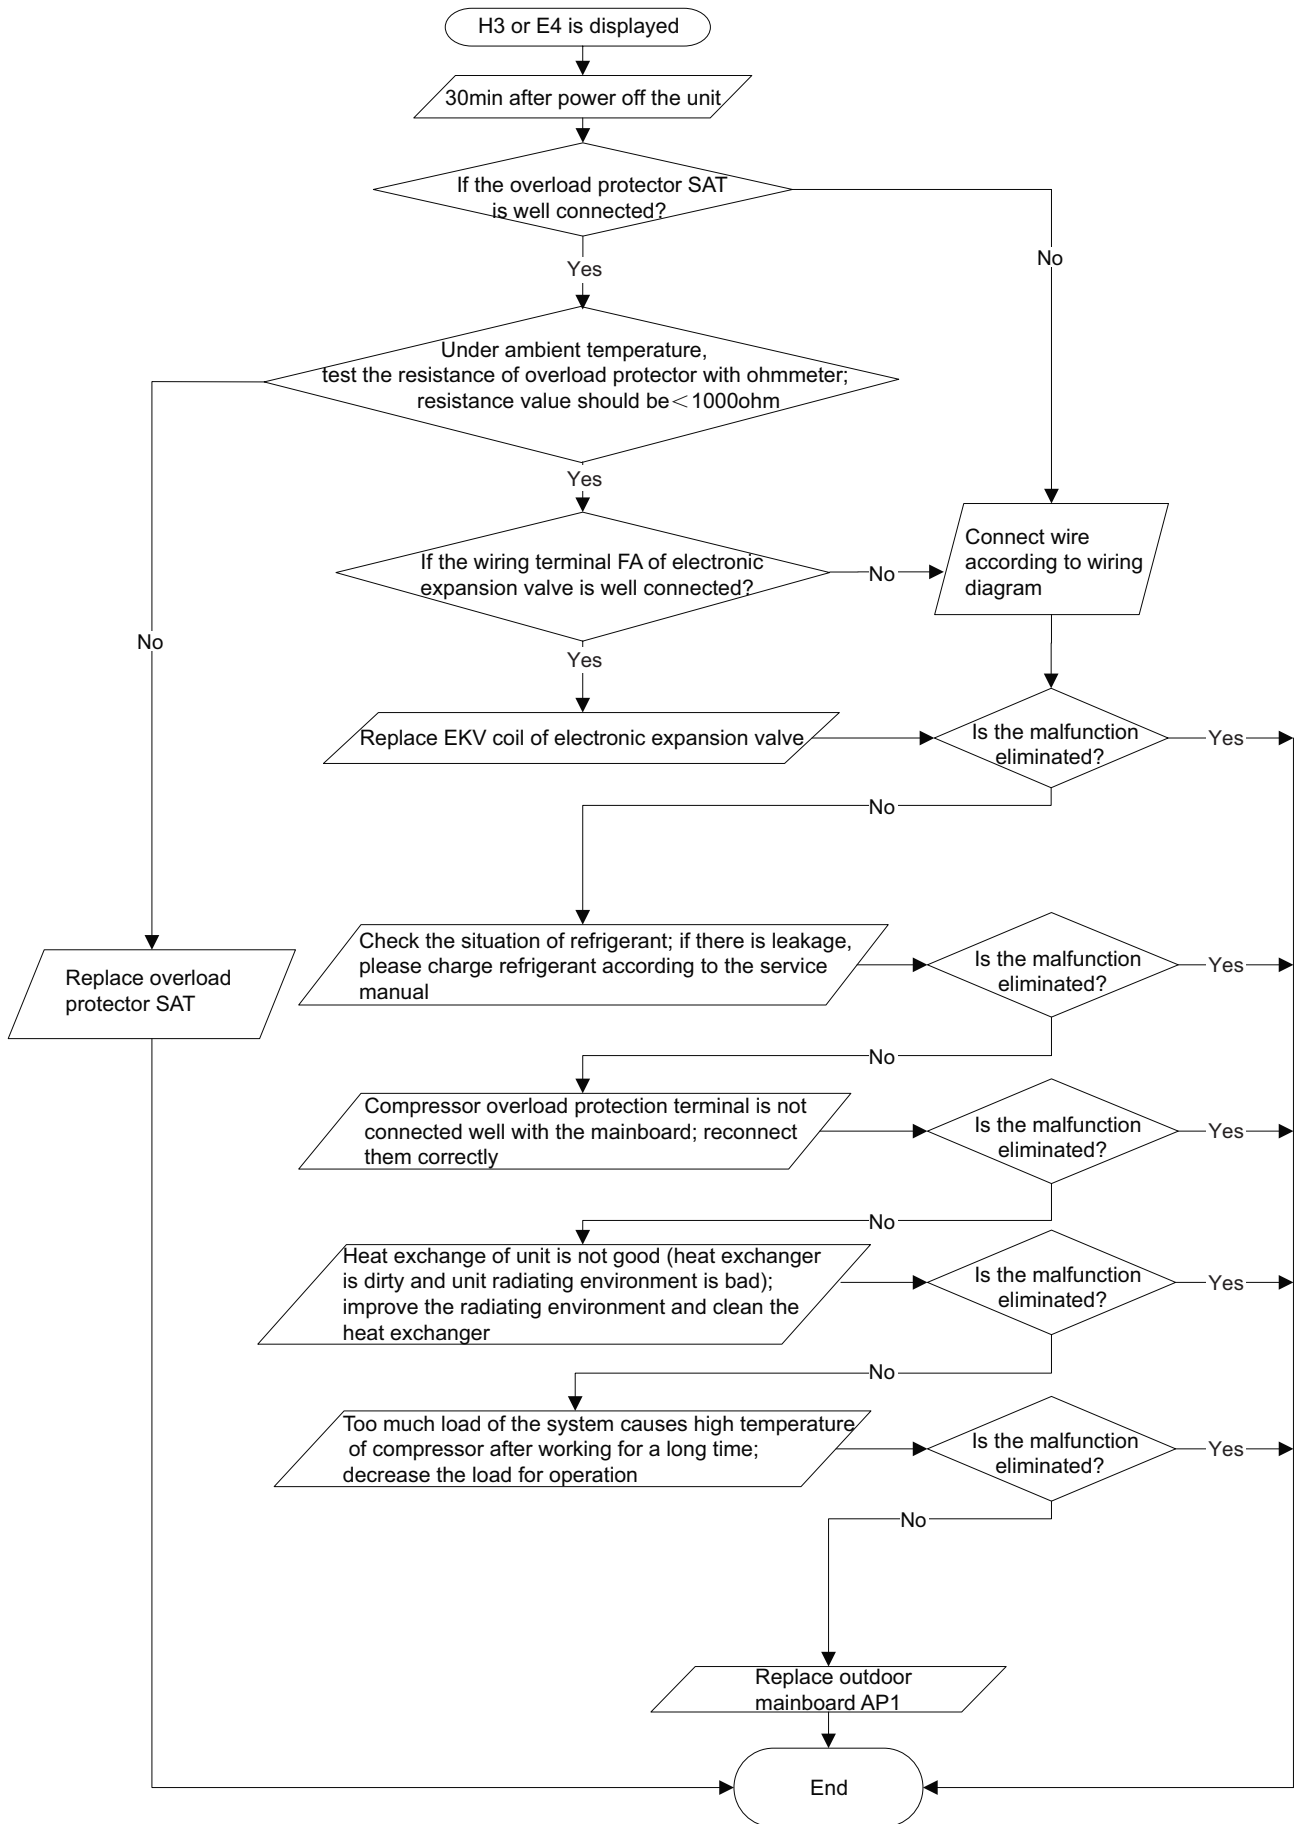 H3 or E4 is displayed
30min after power off the unit
If the overload protector SAT
is well connected?
No
Yes
Under ambient temperature,
test the resistance of overload protector with ohmmeter;
resistance value should be＜1000ohm
Yes
If the wiring terminal FA of electronic
expansion valve is well connected?
No
Connect wire
according to wiring
diagram
No
Yes
Replace EKV coil of electronic expansion valve
Is the malfunction
eliminated?
Yes
No
Check the situation of refrigerant; if there is leakage,
please charge refrigerant according to the service
manual
Is the malfunction
eliminated?
Yes
Replace overload
protector SAT
No
Compressor overload protection terminal is not
connected well with the mainboard; reconnect
them correctly
Is the malfunction
eliminated?
Yes
No
Heat exchange of unit is not good (heat exchanger
is dirty and unit radiating environment is bad);
improve the radiating environment and clean the
heat exchanger
Is the malfunction
eliminated?
Yes
No
Too much load of the system causes high temperature
of compressor after working for a long time;
decrease the load for operation
Is the malfunction
eliminated?
Yes
No
Replace outdoor
mainboard AP1
End